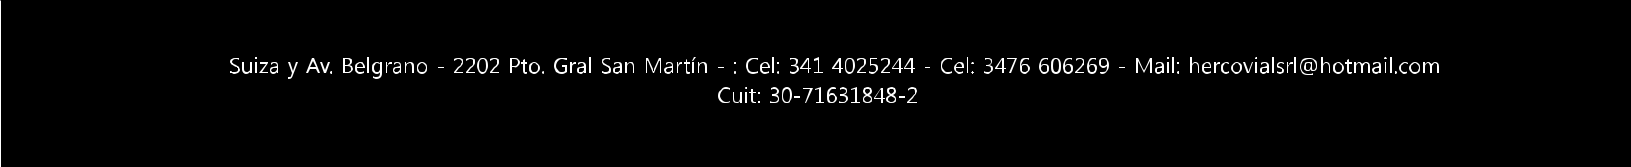 Suiza y Av. Belgrano - 2202 Pto. Gral San Martín - : Cel: 341 4025244 - Cel: 3476 606269 - Mail: hercovialsrl@hotmail.com
Cuit: 30-71631848-2